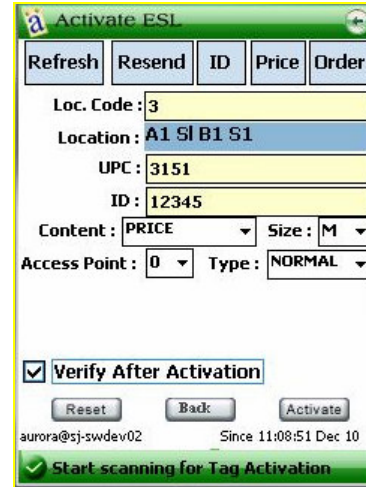 Activate ESL
Refresh Resend ID Price Order
Loc. Code : 3
Location : A1 Sl B1 S1
UPC : 3151
ID : 12345
Content : PRICE Size : M
Access Point : 0 Type : NORMAL
Verify After Activation
Reset Back Activate
aurora@sj-swdev02 Since 11:08:51 Dec 10
Start scanning for Tag Activation